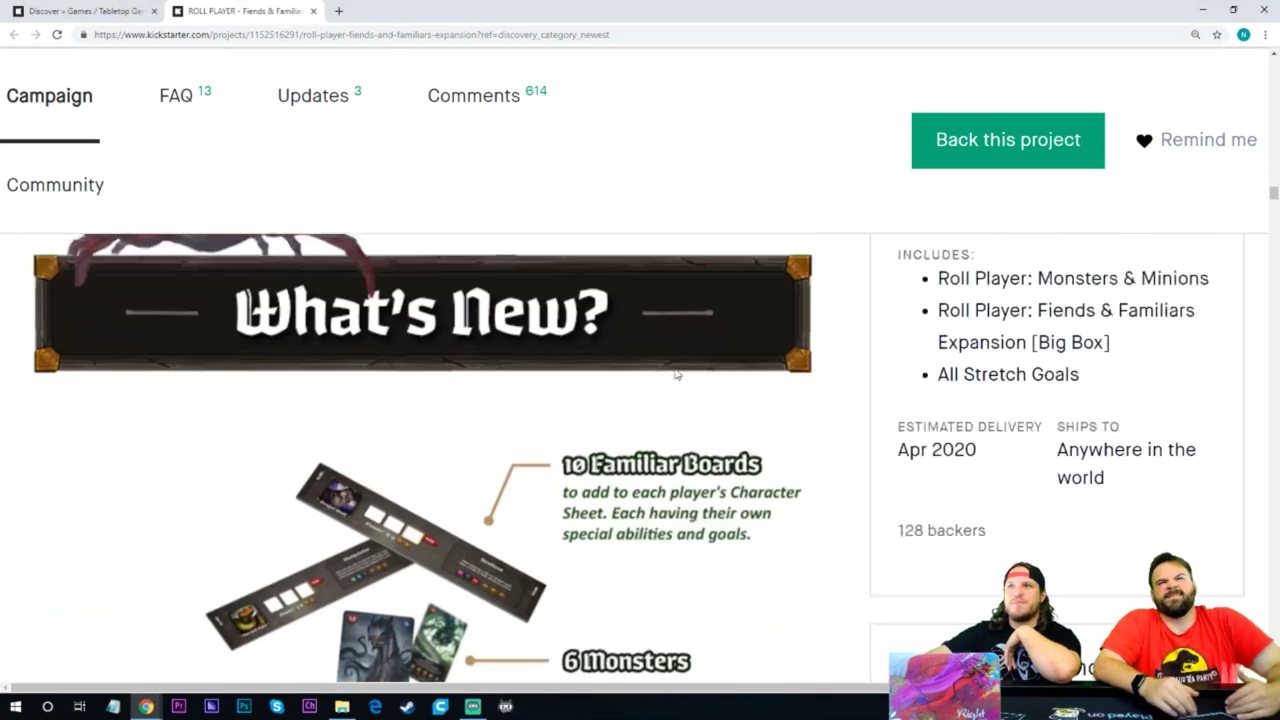 Discover » Games / Tabletop Ga
ROLL PLAYER - Fiends & Familia
https://www.kickstarter.com/projects/1152516291/roll-player-fiends-and-familiars-expansion?ref=discovery_category_newest
N
Campaign
FAQ 13
Updates 3
Comments 614
Back this project
Remind me
Community
What's New?
INCLUDES:
Roll Player: Monsters & Minions
Roll Player: Fiends & Familiars
Expansion [Big Box]
All Stretch Goals
ESTIMATED DELIVERY
SHIPS TO
Apr 2020
Anywhere in the
world
128 backers
10 Familiar Boards
to add to each player's Character
Sheet. Each having their own
special abilities and goals.
6 Monsters
Pr
Ps
Ch
Right